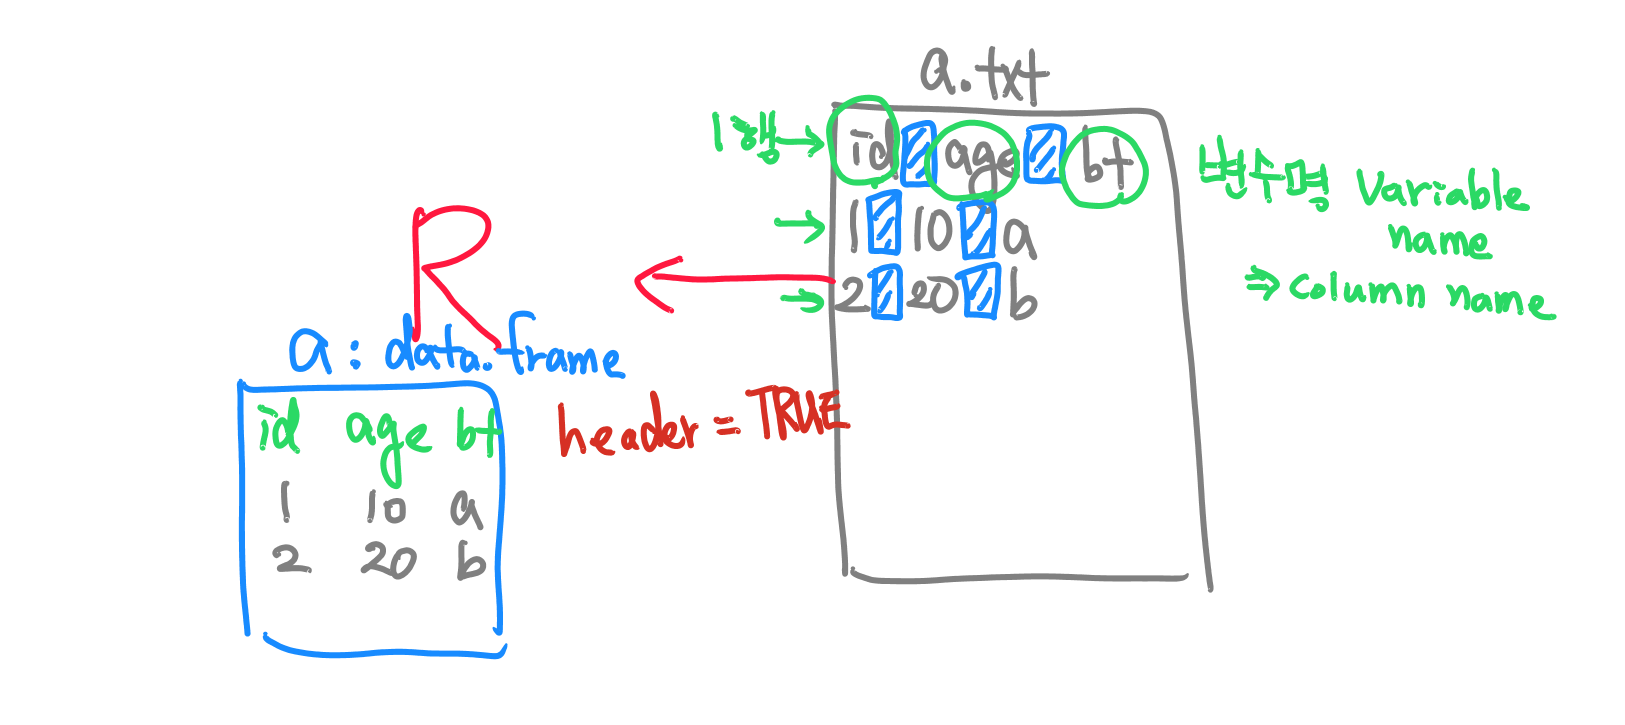 a.txt
1행 → id age bt
→ 1 10 a
→ 2 20 b
변수명 Variable
name
⇒ column name
R
a : data.frame
id age bt
1 10 a
2 20 b
header = TRUE